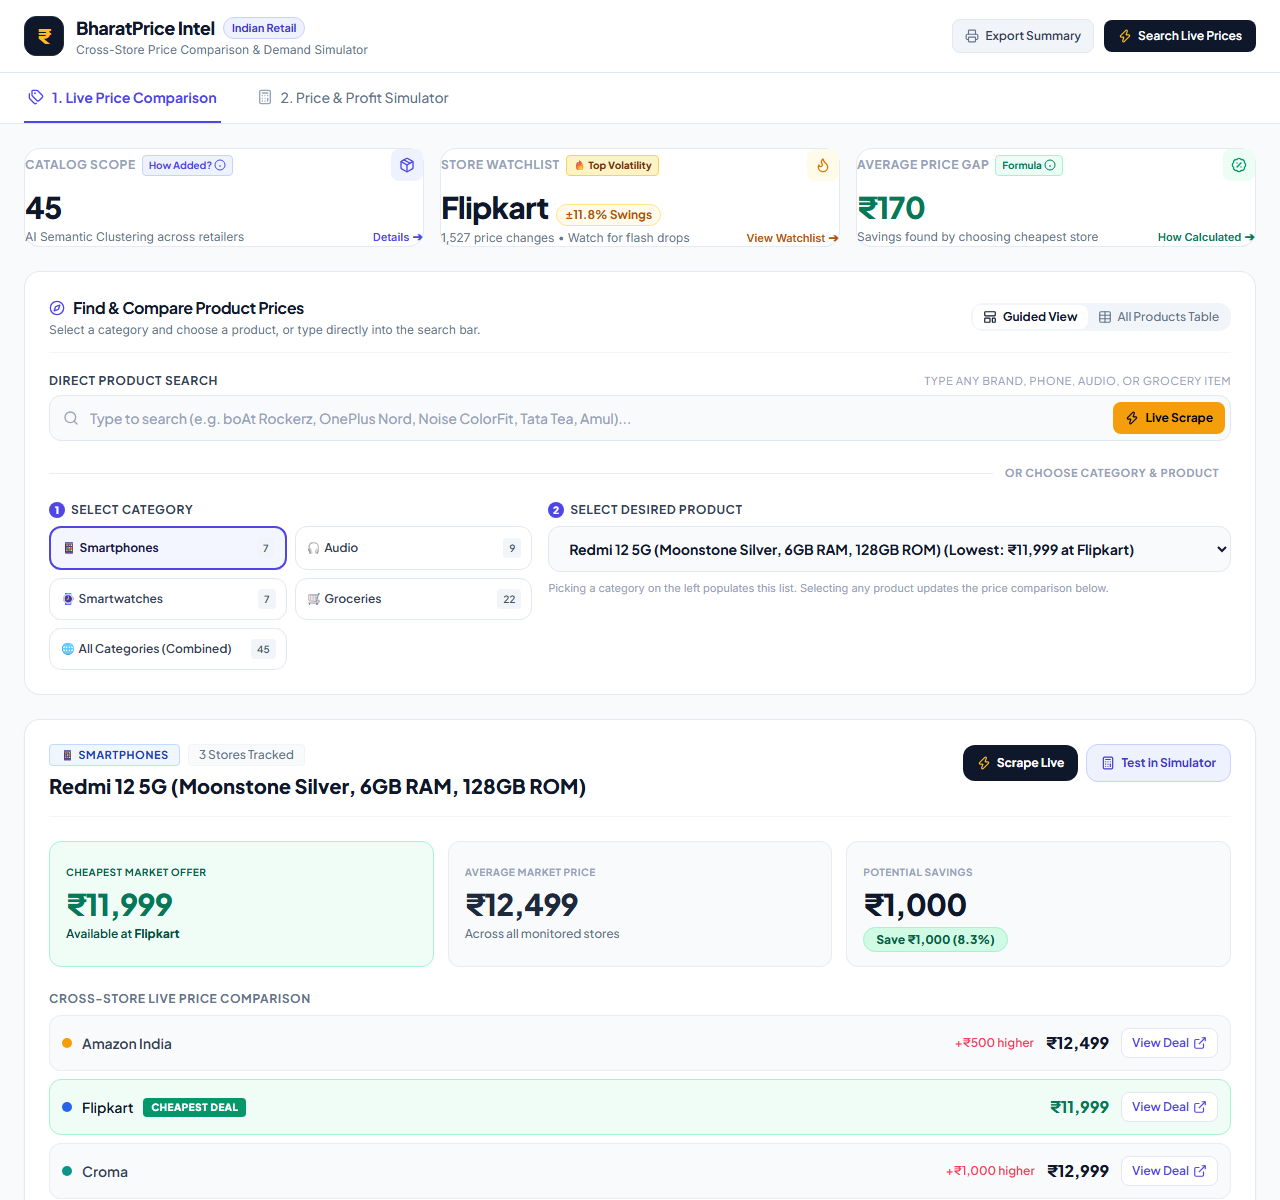 ₹
BharatPrice Intel
Indian Retail
Cross-Store Price Comparison & Demand Simulator
Export Summary
Search Live Prices
1. Live Price Comparison
2. Price & Profit Simulator
CATALOG SCOPE
How Added?
45
AI Semantic Clustering across retailers
Details →
STORE WATCHLIST
🔥 Top Volatility
Flipkart
±11.8% Swings
1,527 price changes • Watch for flash drops
View Watchlist →
AVERAGE PRICE GAP
Formula
₹170
Savings found by choosing cheapest store
How Calculated →
Find & Compare Product Prices
Select a category and choose a product, or type directly into the search bar.
Guided View
All Products Table
DIRECT PRODUCT SEARCH
TYPE ANY BRAND, PHONE, AUDIO, OR GROCERY ITEM
Type to search (e.g. boAt Rockerz, OnePlus Nord, Noise ColorFit, Tata Tea, Amul)...
Live Scrape
OR CHOOSE CATEGORY & PRODUCT
1 SELECT CATEGORY
Smartphones 7
Audio 9
Smartwatches 7
Groceries 22
All Categories (Combined) 45
2 SELECT DESIRED PRODUCT
Redmi 12 5G (Moonstone Silver, 6GB RAM, 128GB ROM) (Lowest: ₹11,999 at Flipkart)
Picking a category on the left populates this list. Selecting any product updates the price comparison below.
SMARTPHONES
3 Stores Tracked
Redmi 12 5G (Moonstone Silver, 6GB RAM, 128GB ROM)
Scrape Live
Test in Simulator
CHEAPEST MARKET OFFER
₹11,999
Available at Flipkart
AVERAGE MARKET PRICE
₹12,499
Across all monitored stores
POTENTIAL SAVINGS
₹1,000
Save ₹1,000 (8.3%)
CROSS-STORE LIVE PRICE COMPARISON
Amazon India
+₹500 higher
₹12,499
View Deal
Flipkart
CHEAPEST DEAL
₹11,999
View Deal
Croma
+₹1,000 higher
₹12,999
View Deal